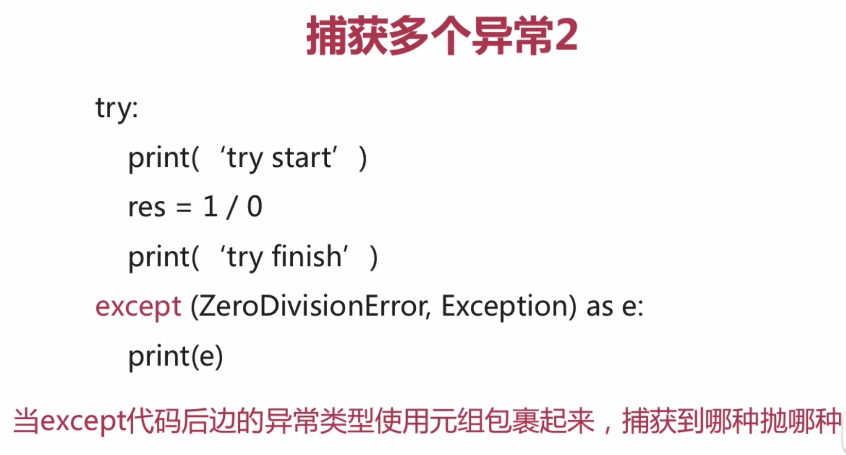 捕获多个异常2
try:
print(‘try start’)
res = 1 / 0
print(‘try finish’)
except (ZeroDivisionError, Exception) as e:
print(e)
当except代码后边的异常类型使用元组包裹起来，捕获到哪种抛哪种